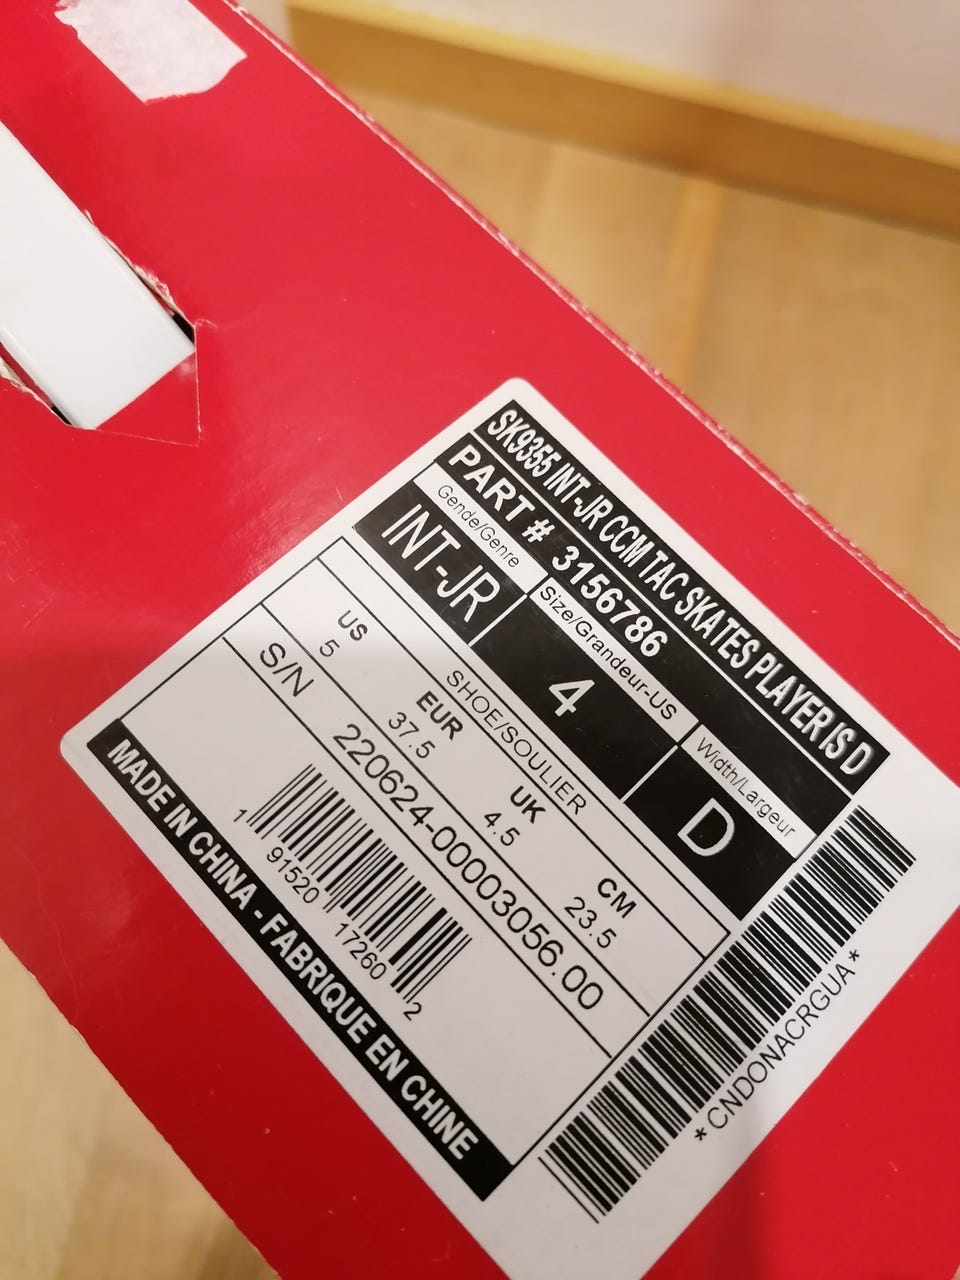 SK9355 INT-JR CCM TAC SKATES PLAYER IS D
PART # 3156786
Gende/Genre Size/Grandeur-US Width/Largeur
INT-JR 4 D
SHOE/SOULIER
US EUR UK CM
5 37.5 4.5 23.5
S/N 220624-00003056.00
1 91520 17260 2
MADE IN CHINA - FABRIQUE EN CHINE
*CNDONACRGUA*